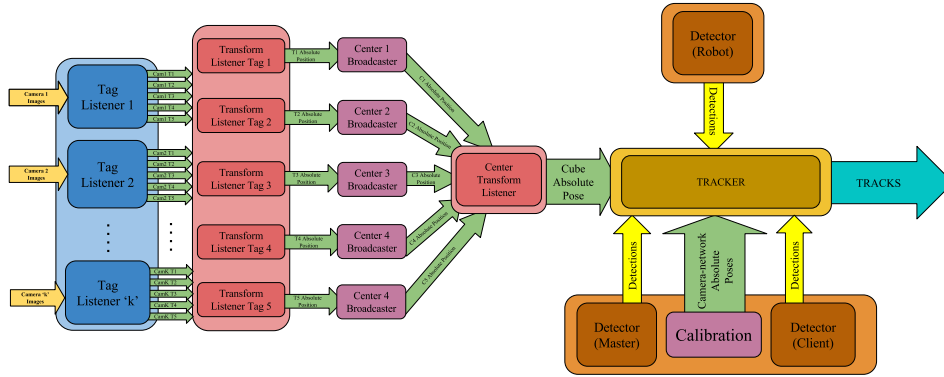 Camera 1
Images
Camera 2
Images
Camera 'k'
Images
Tag
Listener 1
Tag
Listener 2
Tag
Listener 'k'
Cam1 T1
Cam1 T2
Cam1 T3
Cam1 T4
Cam1 T5
Cam2 T1
Cam2 T2
Cam2 T3
Cam2 T4
Cam2 T5
CamK T1
CamK T2
CamK T3
CamK T4
CamK T5
Transform
Listener Tag 1
Transform
Listener Tag 2
Transform
Listener Tag 3
Transform
Listener Tag 4
Transform
Listener Tag 5
T1 Absolute
Position
T2 Absolute
Position
T3 Absolute
Position
T4 Absolute
Position
T5 Absolute
Position
Center 1
Broadcaster
Center 2
Broadcaster
Center 3
Broadcaster
Center 4
Broadcaster
Center 4
Broadcaster
C1 Absolute Position
C2 Absolute Position
C3 Absolute
Position
C4 Absolute Position
C5 Absolute Position
Center
Transform
Listener
Cube
Absolute
Pose
Detector
(Robot)
Detections
TRACKER
TRACKS
Detections
Camera-network
Absolute
Poses
Detections
Detector
(Master)
Calibration
Detector
(Client)